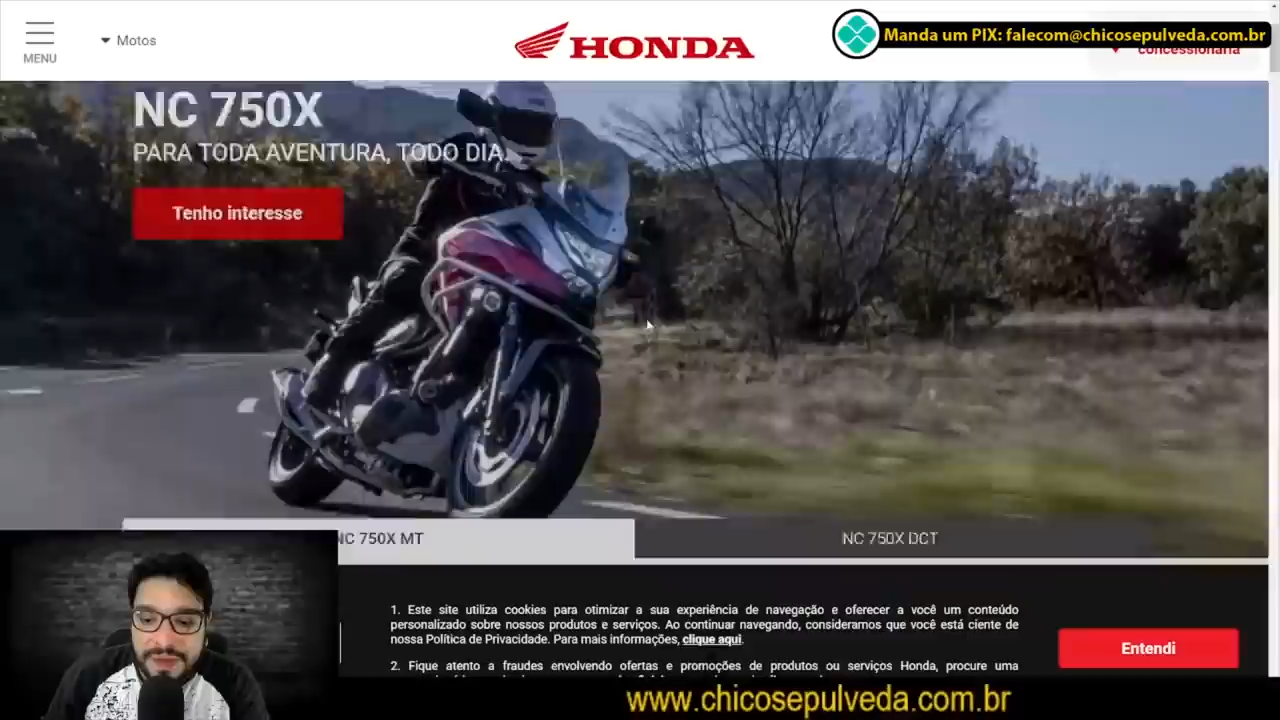 MENU
Motos
HONDA
Manda um PIX: falecom@chicosepulveda.com.br
concessionária
NC 750X
PARA TODA AVENTURA, TODO DIA.
Tenho interesse
NC 750X MT
NC 750X DCT
1. Este site utiliza cookies para otimizar a sua experiência de navegação e oferecer a você um conteúdo
personalizado sobre nossos produtos e serviços. Ao continuar navegando, consideramos que você está ciente de
nossa Política de Privacidade. Para mais informações, clique aqui.
2. Fique atento a fraudes envolvendo ofertas e promoções de produtos ou serviços Honda, procure uma
Entendi
www.chicosepulveda.com.br